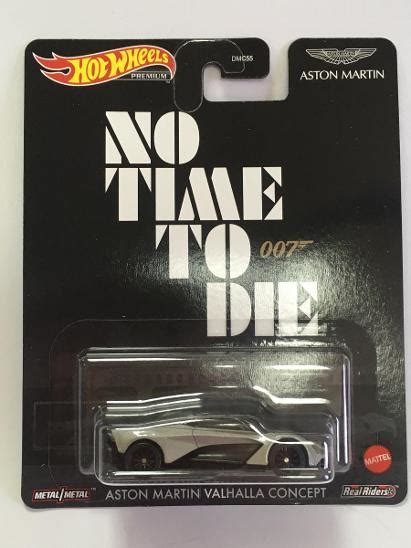 Hot Wheels
PREMIUM
DMC55
ASTON MARTIN
NO
TIME
TO
007
DIE
MATTEL
METAL/METAL™
ASTON MARTIN VALHALLA CONCEPT
Real Riders